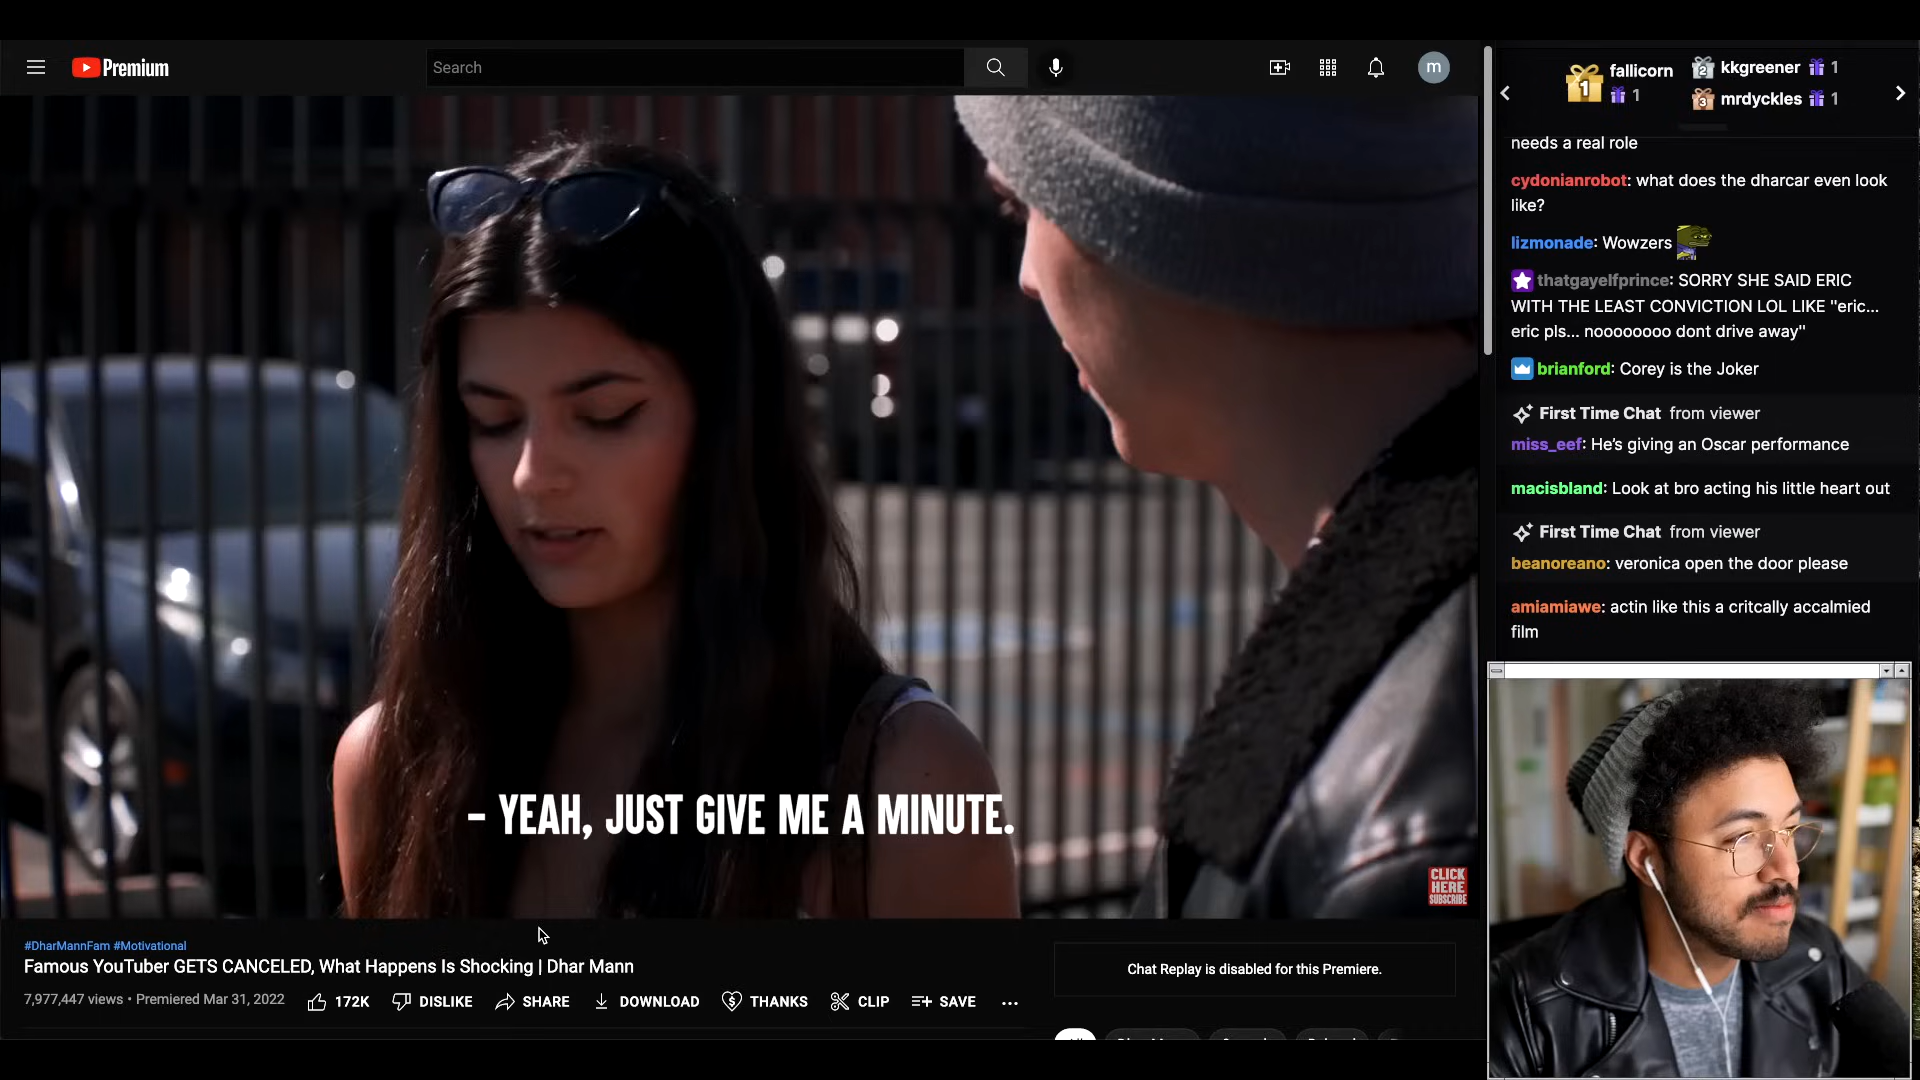 Premium
Search
m
1
fallicorn
1
2
kkgreener
1
3
mrdyckles
1
needs a real role
cydonianrobot: what does the dharcar even look
like?
lizmonade: Wowzers
thatgayelfprince: SORRY SHE SAID ERIC
WITH THE LEAST CONVICTION LOL LIKE "eric...
eric pls... noooooooo dont drive away"
brianford: Corey is the Joker
First Time Chat from viewer
miss_eef: He's giving an Oscar performance
macisbland: Look at bro acting his little heart out
First Time Chat from viewer
beanoreano: veronica open the door please
amiamiawe: actin like this a critcally accalmied
film
- YEAH, JUST GIVE ME A MINUTE.
CLICK
HERE
SUBSCRIBE
#DharMannFam #Motivational
Famous YouTuber GETS CANCELED, What Happens Is Shocking | Dhar Mann
7,977,447 views • Premiered Mar 31, 2022
172K
DISLIKE
SHARE
DOWNLOAD
THANKS
CLIP
SAVE
...
Chat Replay is disabled for this Premiere.